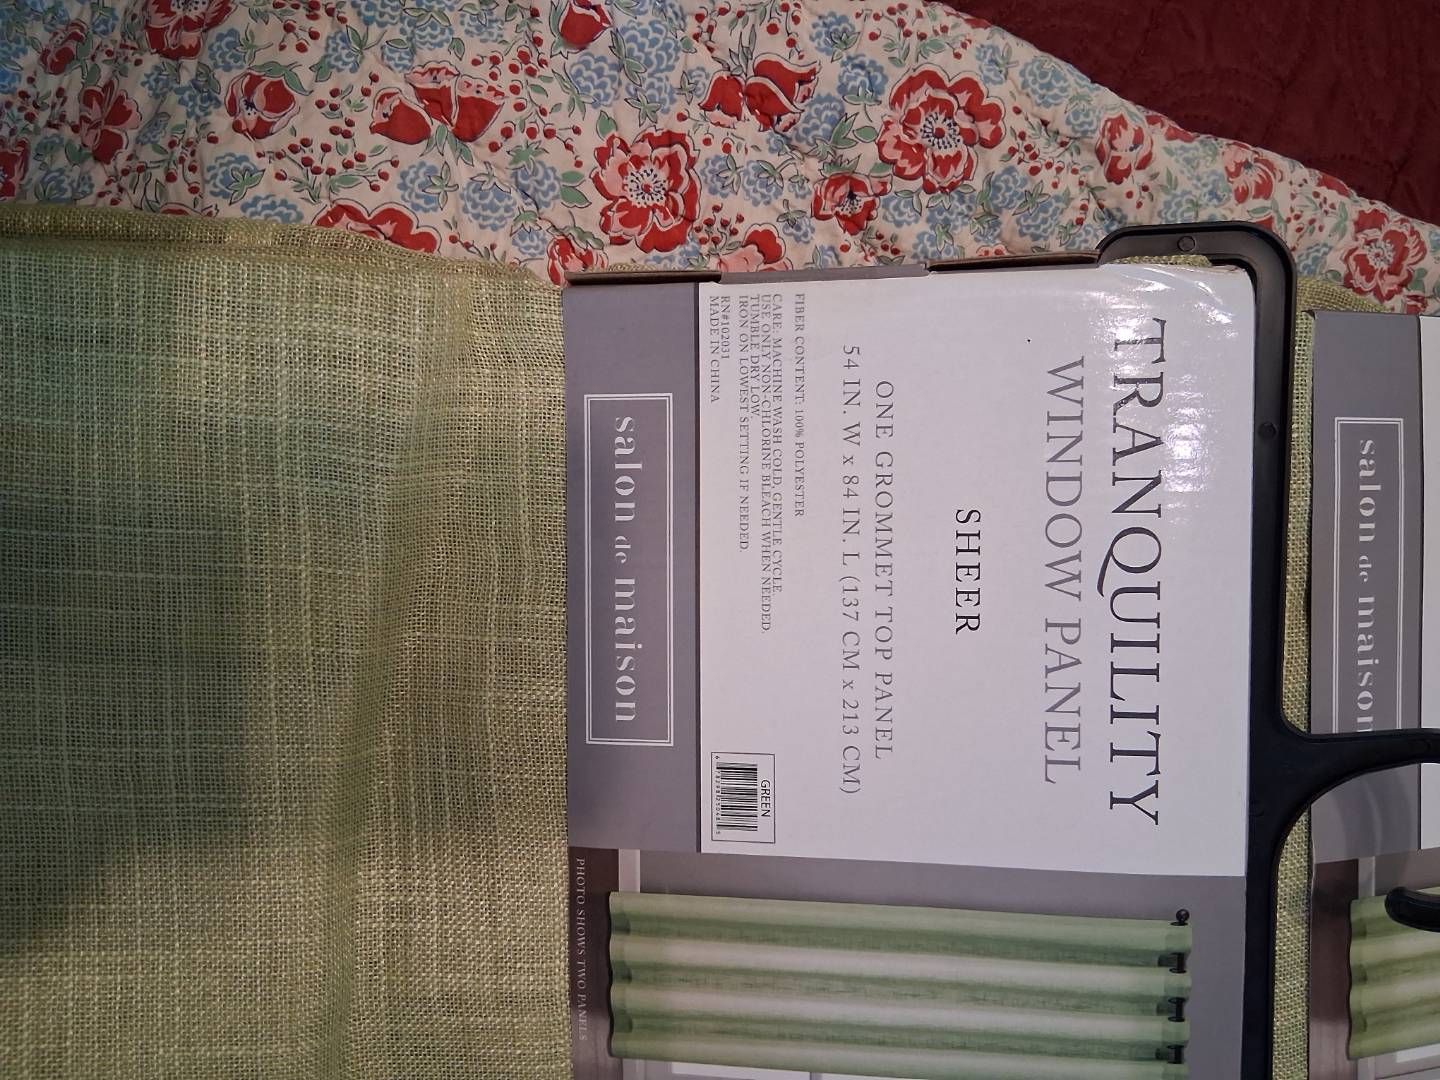 TRANQUILITY
WINDOW PANEL
SHEER
ONE GROMMET TOP PANEL
54 IN. W x 84 IN. L (137 CM x 213 CM)
FIBER CONTENT: 100% POLYESTER
CARE: MACHINE WASH COLD, GENTLE CYCLE.
USE ONLY NON-CHLORINE BLEACH WHEN NEEDED.
TUMBLE DRY LOW.
IRON ON LOWEST SETTING IF NEEDED.
RN#102031
MADE IN CHINA
GREEN
salon de maison
PHOTO SHOWS TWO PANELS
salon de maison